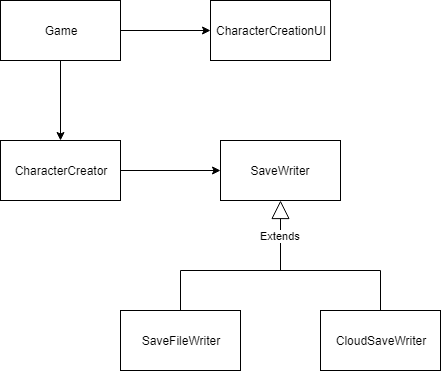 Game
CharacterCreationUI
CharacterCreator
SaveWriter
Extends
SaveFileWriter
CloudSaveWriter